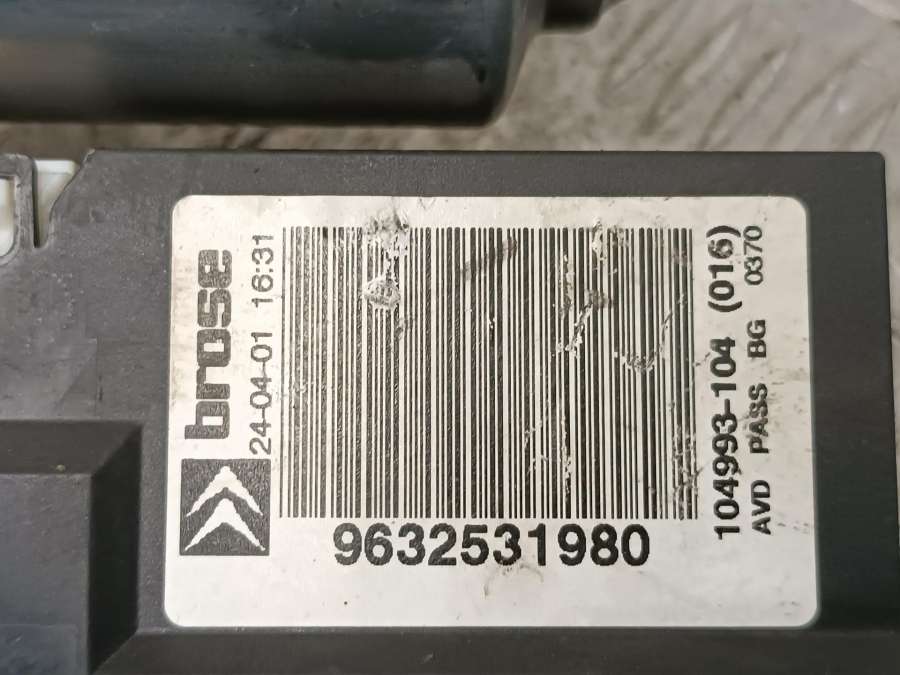 brose
24-04-01 16:31
9632531980
104993-104 (016)
AVD PASS BG 0370